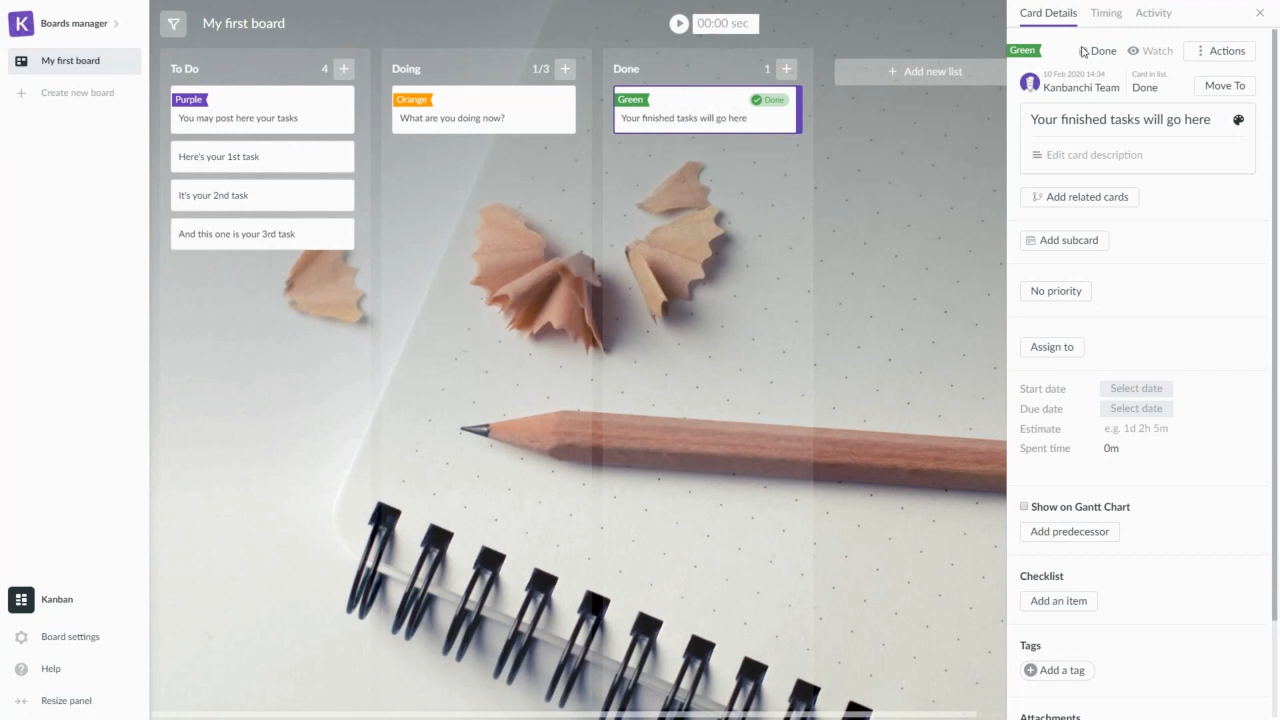 K Boards manager
My first board
Create new board
Kanban
Board settings
Help
Resize panel
My first board
00:00 sec
To Do 4
Purple
You may post here your tasks
Here's your 1st task
It's your 2nd task
And this one is your 3rd task
Doing 1/3
Orange
What are you doing now?
Done 1
Green
Done
Your finished tasks will go here
Add new list
Card Details Timing Activity
Green Done Watch Actions
10 Feb 2020 14:34
Kanbanchi Team
Card in list
Done
Move To
Your finished tasks will go here
Edit card description
Add related cards
Add subcard
No priority
Assign to
Start date Select date
Due date Select date
Estimate e.g. 1d 2h 5m
Spent time 0m
Show on Gantt Chart
Add predecessor
Checklist
Add an item
Tags
Add a tag
Attachments